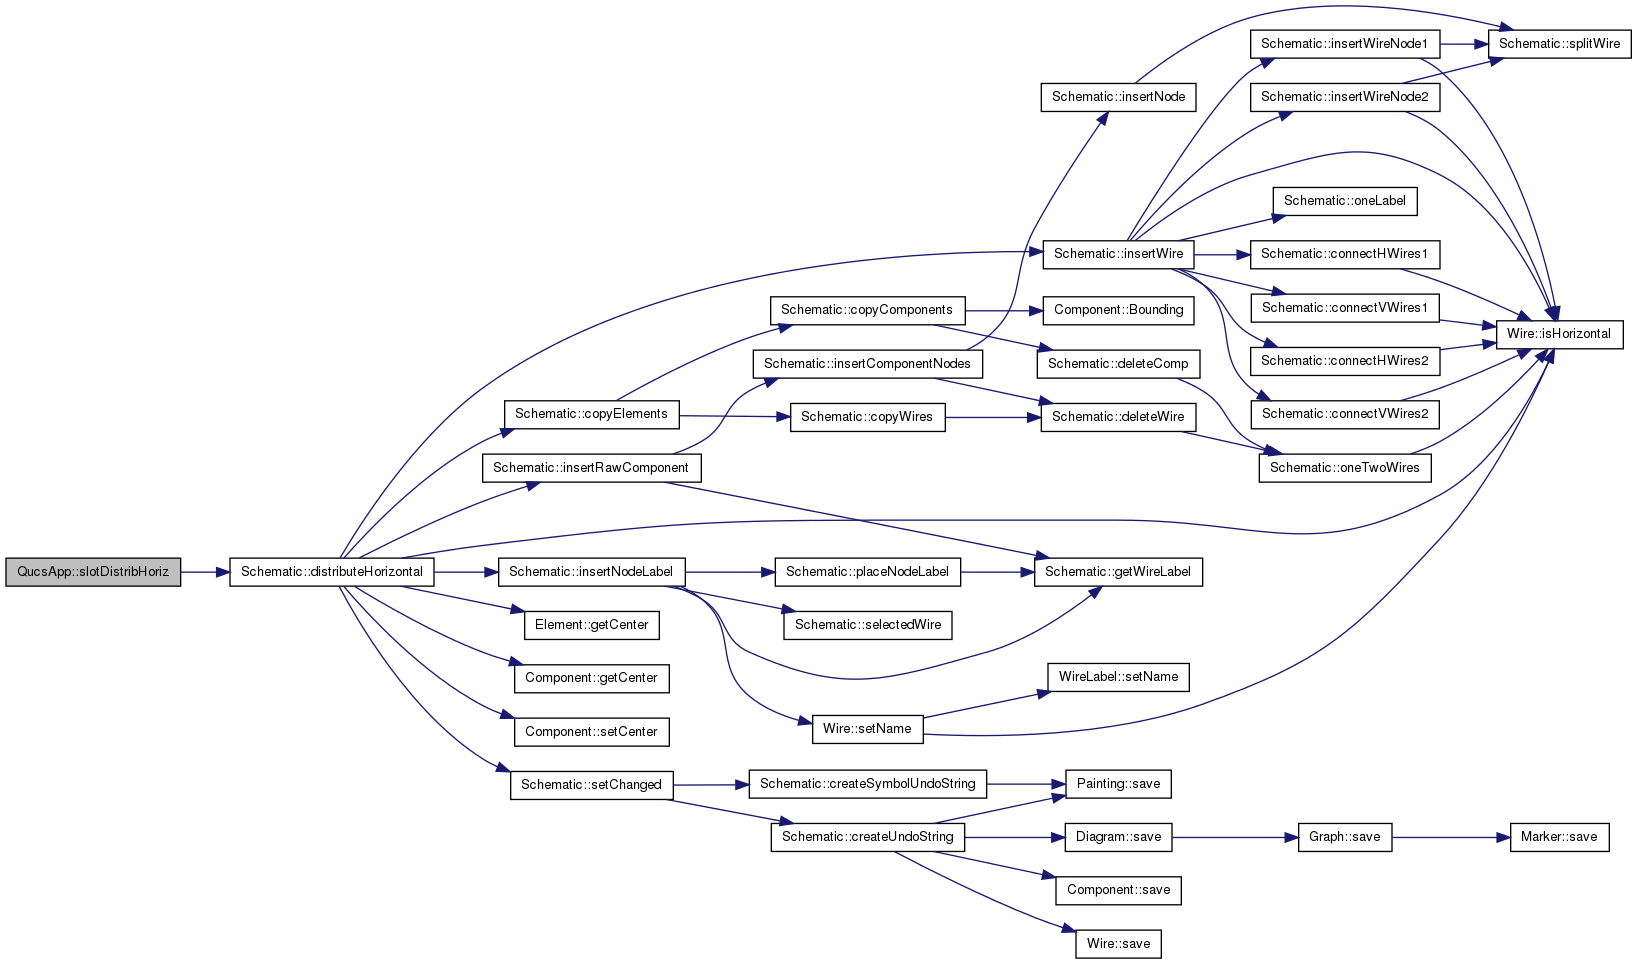 QucsApp::slotDistribHoriz
Schematic::distributeHorizontal
Schematic::copyElements
Schematic::insertRawComponent
Schematic::insertNodeLabel
Element::getCenter
Component::getCenter
Component::setCenter
Schematic::setChanged
Schematic::copyComponents
Schematic::insertComponentNodes
Schematic::copyWires
Schematic::placeNodeLabel
Schematic::selectedWire
Wire::setName
Schematic::createSymbolUndoString
Schematic::createUndoString
Schematic::insertNode
Schematic::insertWire
Component::Bounding
Schematic::deleteComp
Schematic::deleteWire
Schematic::getWireLabel
WireLabel::setName
Painting::save
Diagram::save
Component::save
Wire::save
Schematic::insertWireNode1
Schematic::insertWireNode2
Schematic::oneLabel
Schematic::connectHWires1
Schematic::connectVWires1
Schematic::connectHWires2
Schematic::connectVWires2
Schematic::oneTwoWires
Graph::save
Schematic::splitWire
Wire::isHorizontal
Marker::save